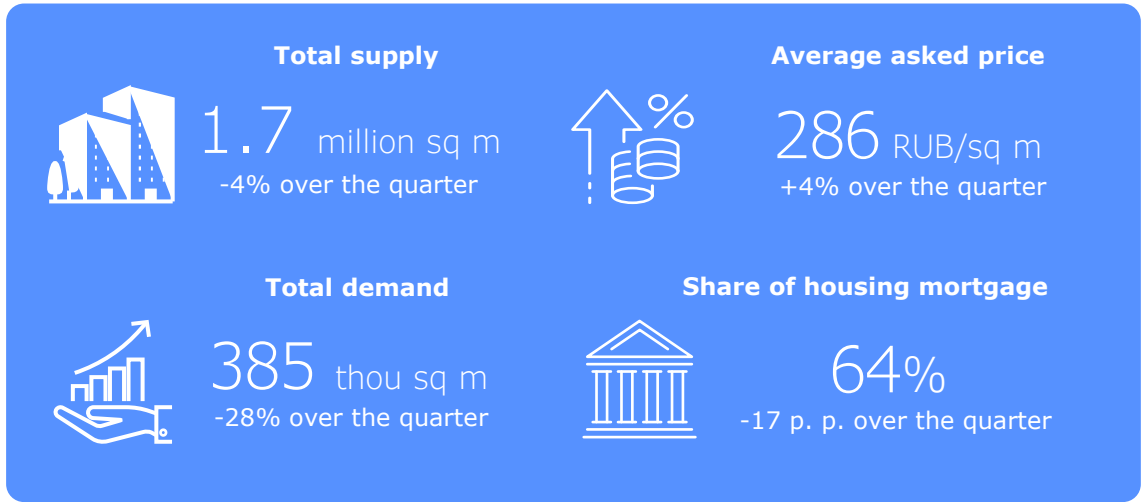 Total supply
1.7 million sq m
-4% over the quarter
Average asked price
%
286 RUB/sq m
+4% over the quarter
Total demand
385 thou sq m
-28% over the quarter
Share of housing mortgage
64%
-17 p. p. over the quarter